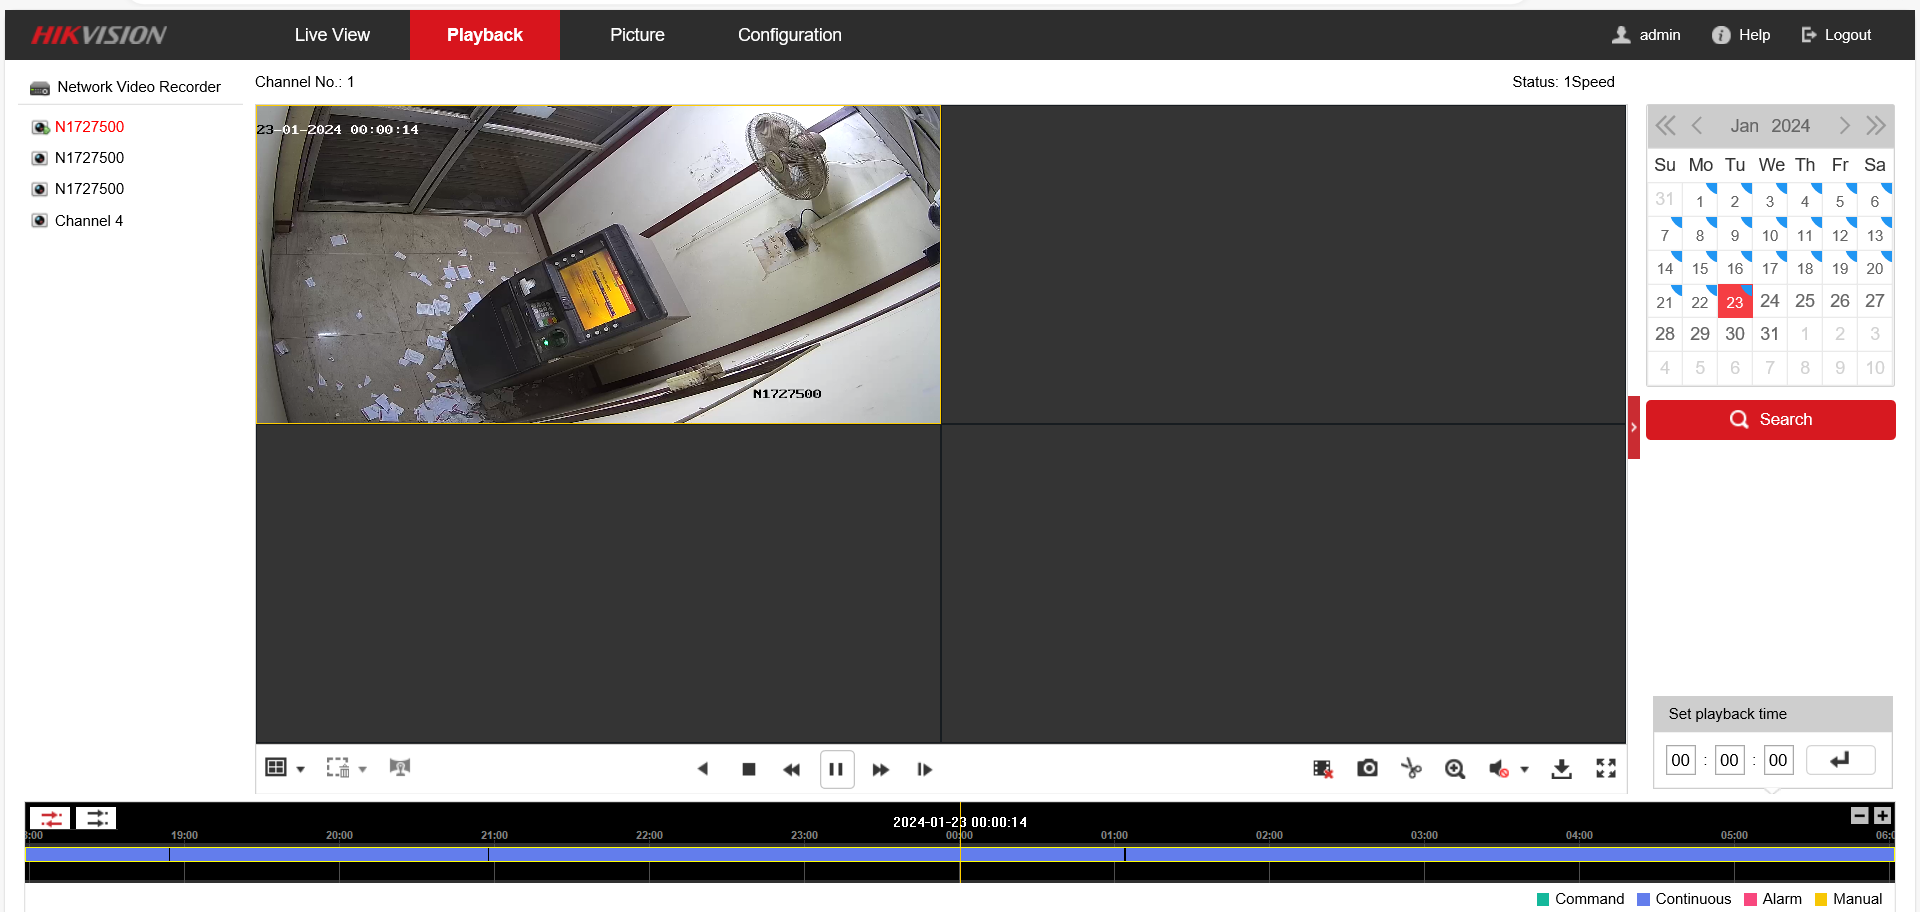 HIKVISION
Live View
Playback
Picture
Configuration
admin
Help
Logout
Network Video Recorder
N1727500
N1727500
N1727500
Channel 4
Channel No.: 1
Status: 1Speed
23-01-2024 00:00:14
N1727500
Jan 2024
Su Mo Tu We Th Fr Sa
31 1 2 3 4 5 6
7 8 9 10 11 12 13
14 15 16 17 18 19 20
21 22 23 24 25 26 27
28 29 30 31 1 2 3
4 5 6 7 8 9 10
Search
Set playback time
00 : 00 : 00
2024-01-23 00:00:14
:00 19:00 20:00 21:00 22:00 23:00 00:00 01:00 02:00 03:00 04:00 05:00 06:0
Command Continuous Alarm Manual